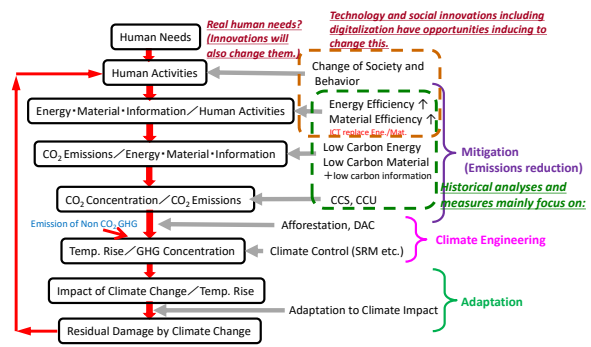 Real human needs?
(Innovations will
also change them.)
Technology and social innovations including
digitalization have opportunities inducing to
change this.
Human Needs
Human Activities
Change of Society and
Behavior
Energy・Material・Information／Human Activities
Energy Efficiency ↑
Material Efficiency ↑
ICT replace Ene./Mat.
CO2 Emissions／Energy・Material・Information
Low Carbon Energy
Low Carbon Material
＋low carbon information
Mitigation
(Emissions reduction)
Historical analyses and
measures mainly focus on:
CO2 Concentration／CO2 Emissions
CCS, CCU
Emission of Non CO2 GHG
Afforestation, DAC
Temp. Rise／GHG Concentration
Climate Control (SRM etc.)
Climate Engineering
Impact of Climate Change／Temp. Rise
Adaptation to Climate Impact
Adaptation
Residual Damage by Climate Change